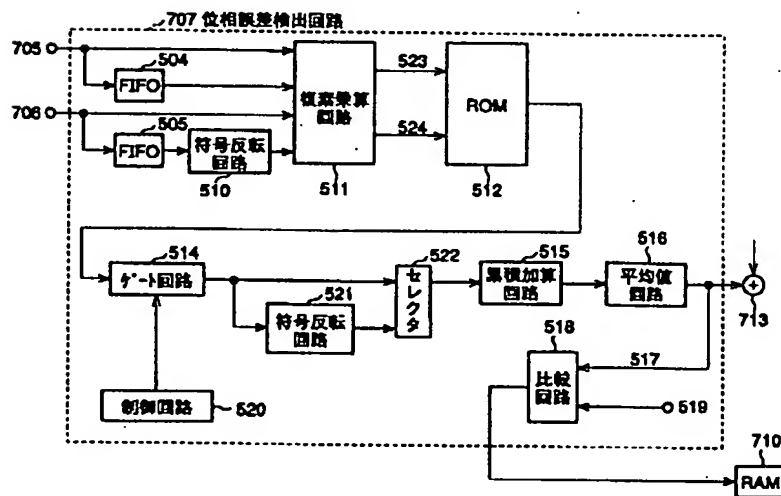 707 位相誤差検出回路
705
504
FIFO
706
505
FIFO
符号反転
回路
510
複素乗算
回路
511
523
524
ROM
512
514
ゲート回路
521
符号反転
回路
522
セレクタ
515
累積加算
回路
516
平均値
回路
713
517
518
比較
回路
519
制御回路
520
710
RAM